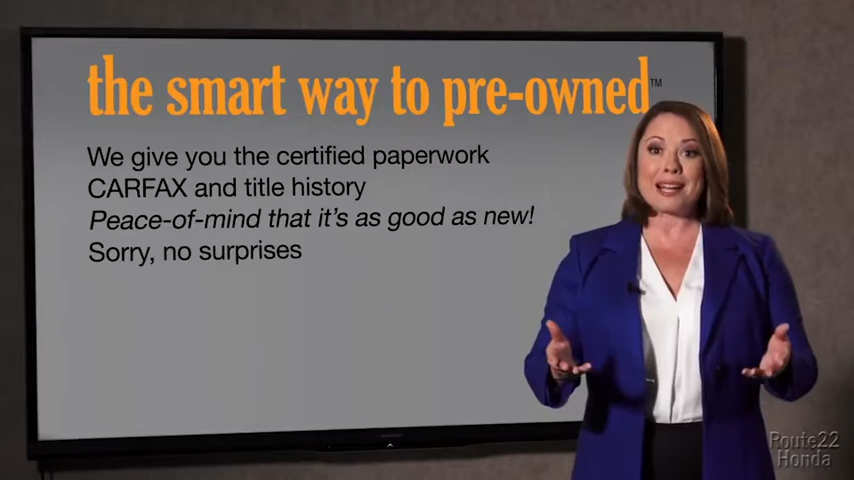 the smart way to pre-owned™
We give you the certified paperwork
CARFAX and title history
Peace-of-mind that it's as good as new!
Sorry, no surprises
Route22
Honda